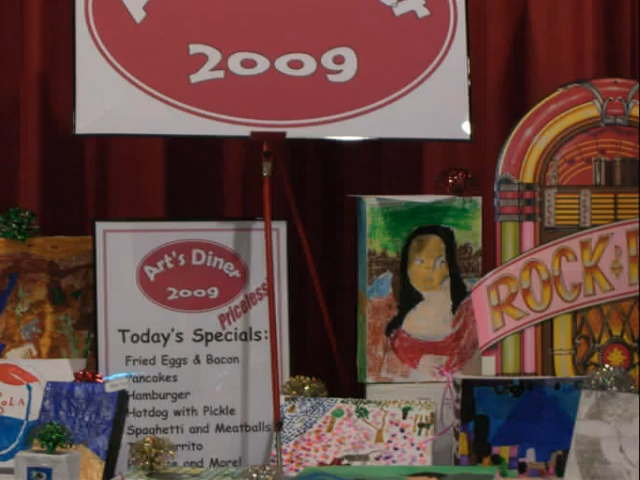 2009
Art's Diner
2009
Priceless
Today's Specials:
Fried Eggs & Bacon
Pancakes
Hamburger
Hotdog with Pickle
Spaghetti and Meatballs
and More!
ROCK